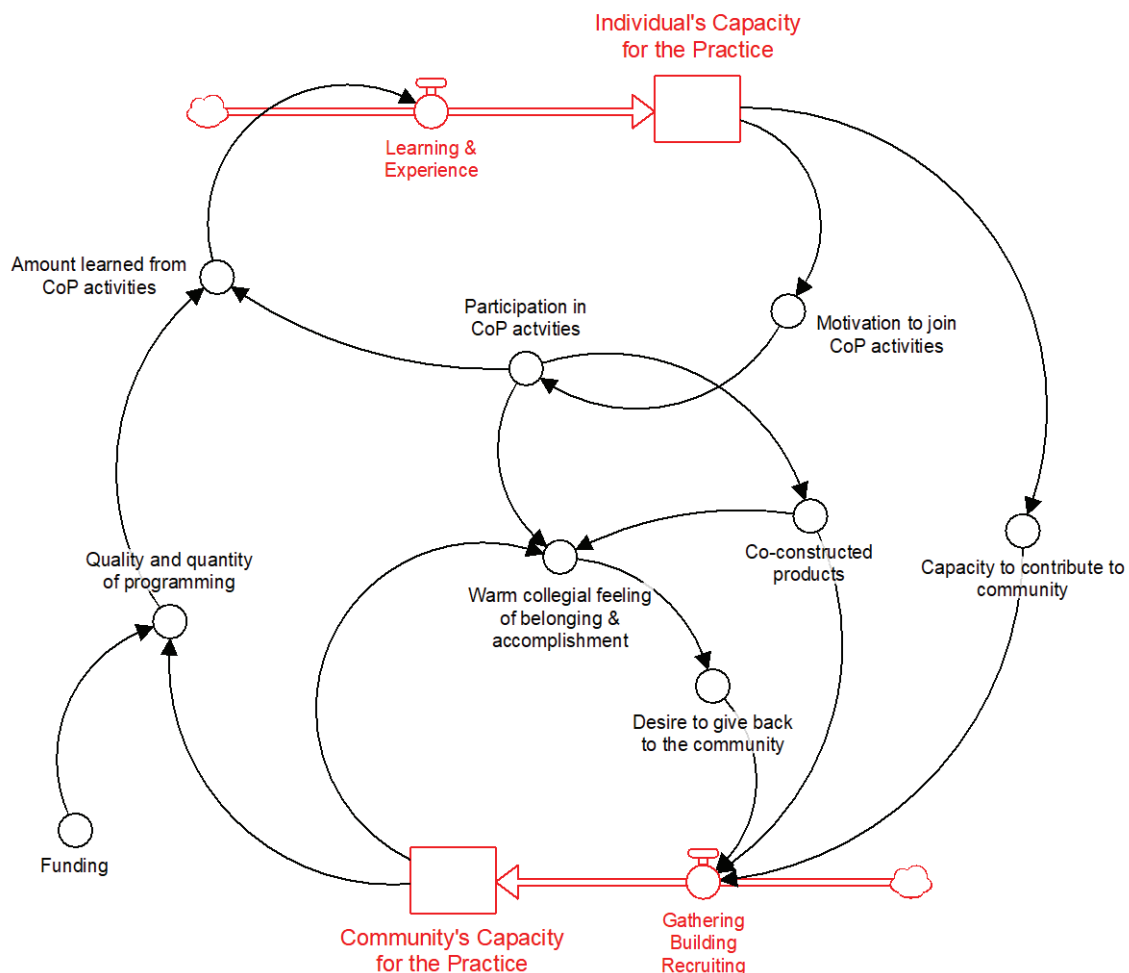 Individual's Capacity
for the Practice
Learning &
Experience
Amount learned from
CoP activities
Participation in
CoP actvities
Motivation to join
CoP activities
Quality and quantity
of programming
Co-constructed
products
Capacity to contribute to
community
Warm collegial feeling
of belonging &
accomplishment
Desire to give back
to the community
Funding
Community's Capacity
for the Practice
Gathering
Building
Recruiting